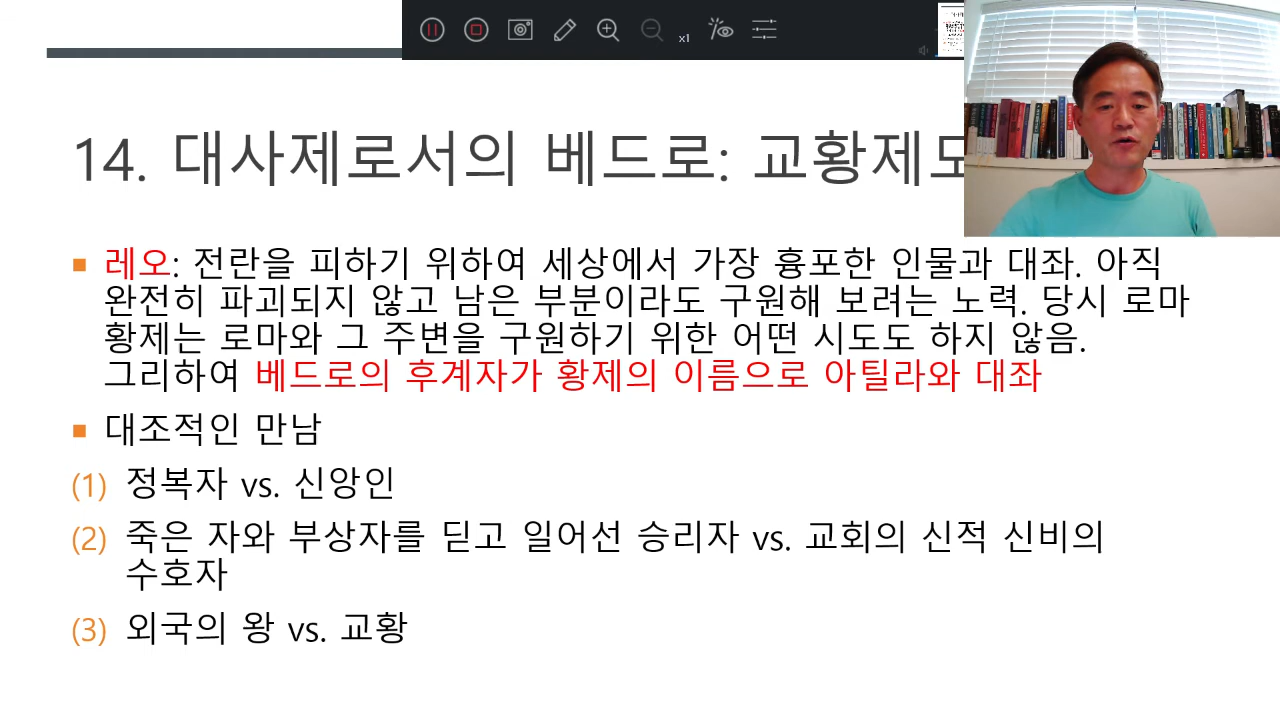 x1
14. 대사제로서의 베드로: 교황제도
■ 레오: 전란을 피하기 위하여 세상에서 가장 흉포한 인물과 대좌. 아직
완전히 파괴되지 않고 남은 부분이라도 구원해 보려는 노력. 당시 로마
황제는 로마와 그 주변을 구원하기 위한 어떤 시도도 하지 않음.
그리하여 베드로의 후계자가 황제의 이름으로 아틸라와 대좌
■ 대조적인 만남
(1) 정복자 vs. 신앙인
(2) 죽은 자와 부상자를 딛고 일어선 승리자 vs. 교회의 신적 신비의
수호자
(3) 외국의 왕 vs. 교황